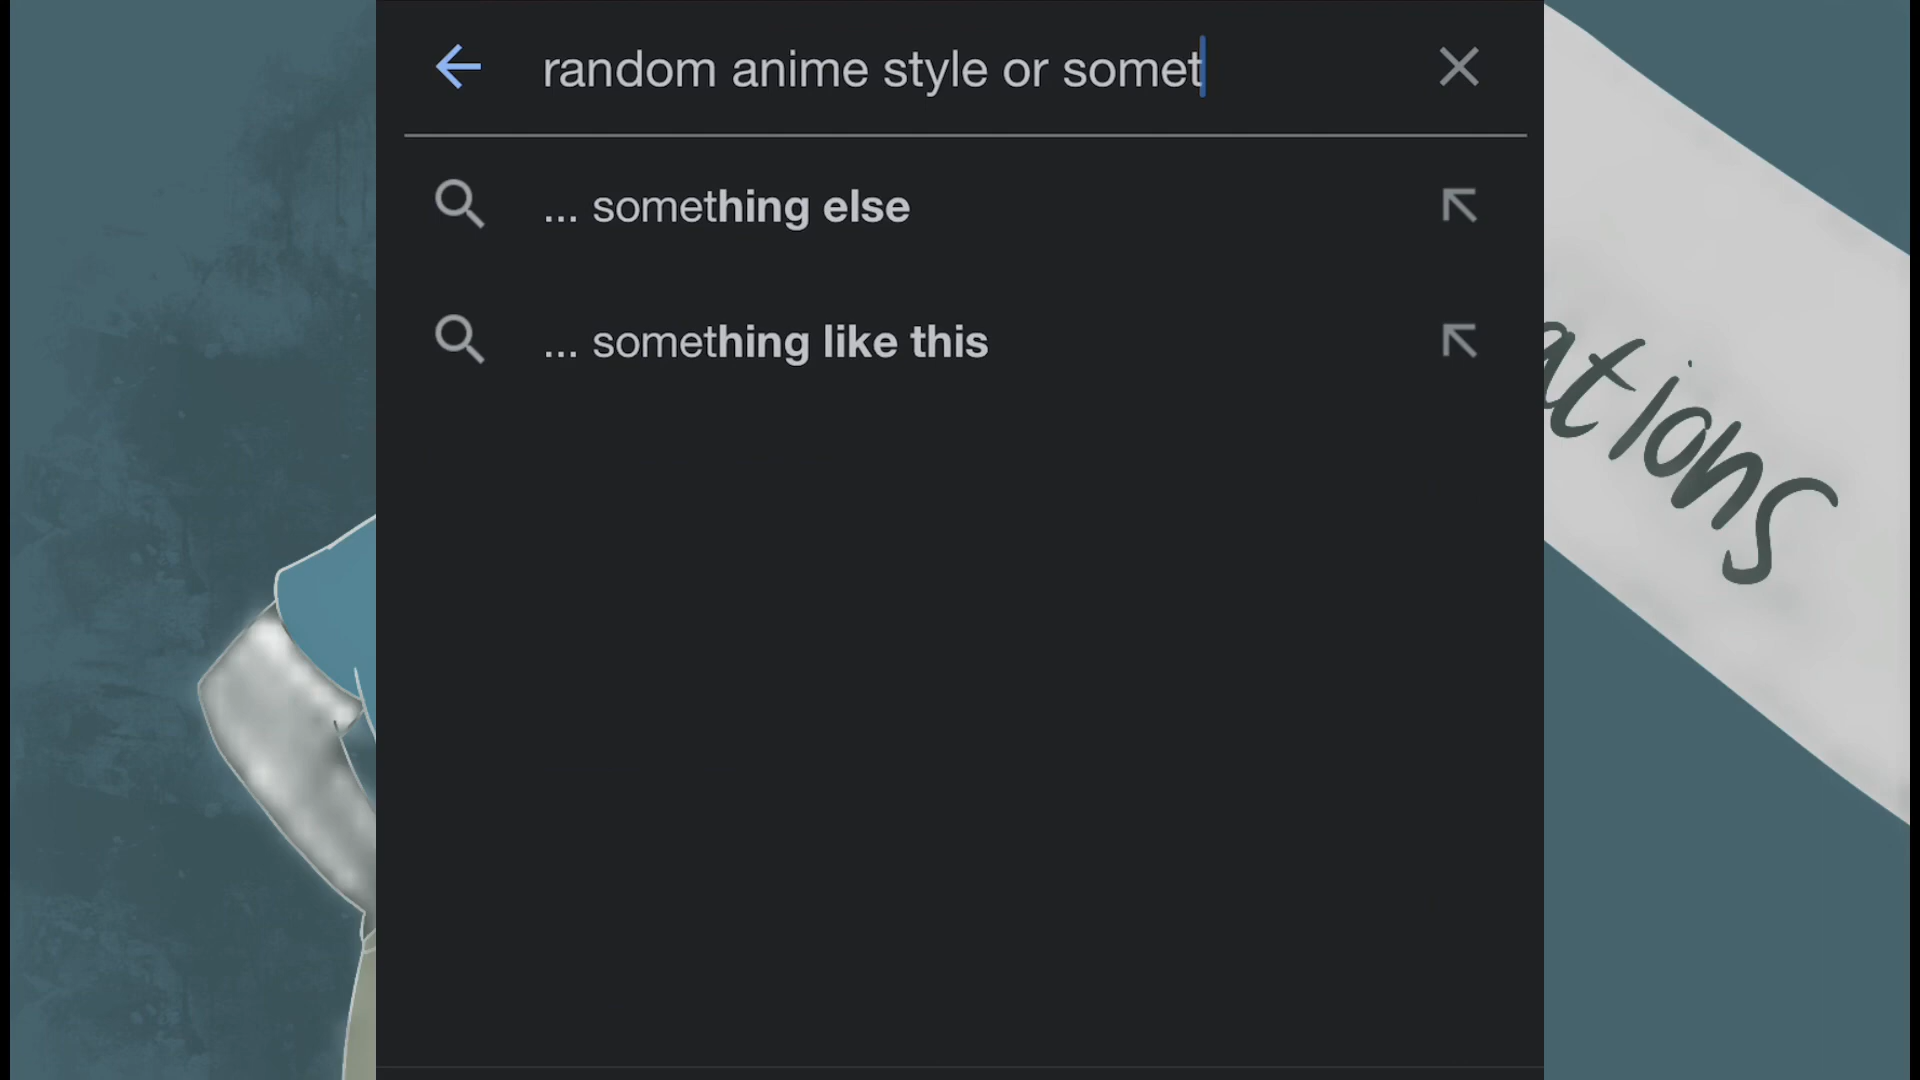 random anime style or somet
... something else
... something like this
ations